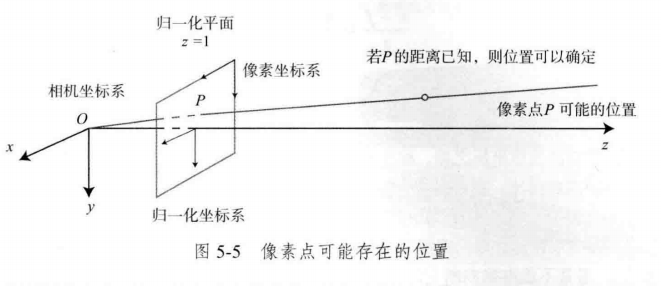 归一化平面
z =1
像素坐标系
若P的距离已知，则位置可以确定
相机坐标系
P
O
像素点P 可能的位置
x
z
y
归一化坐标系
图 5-5 像素点可能存在的位置